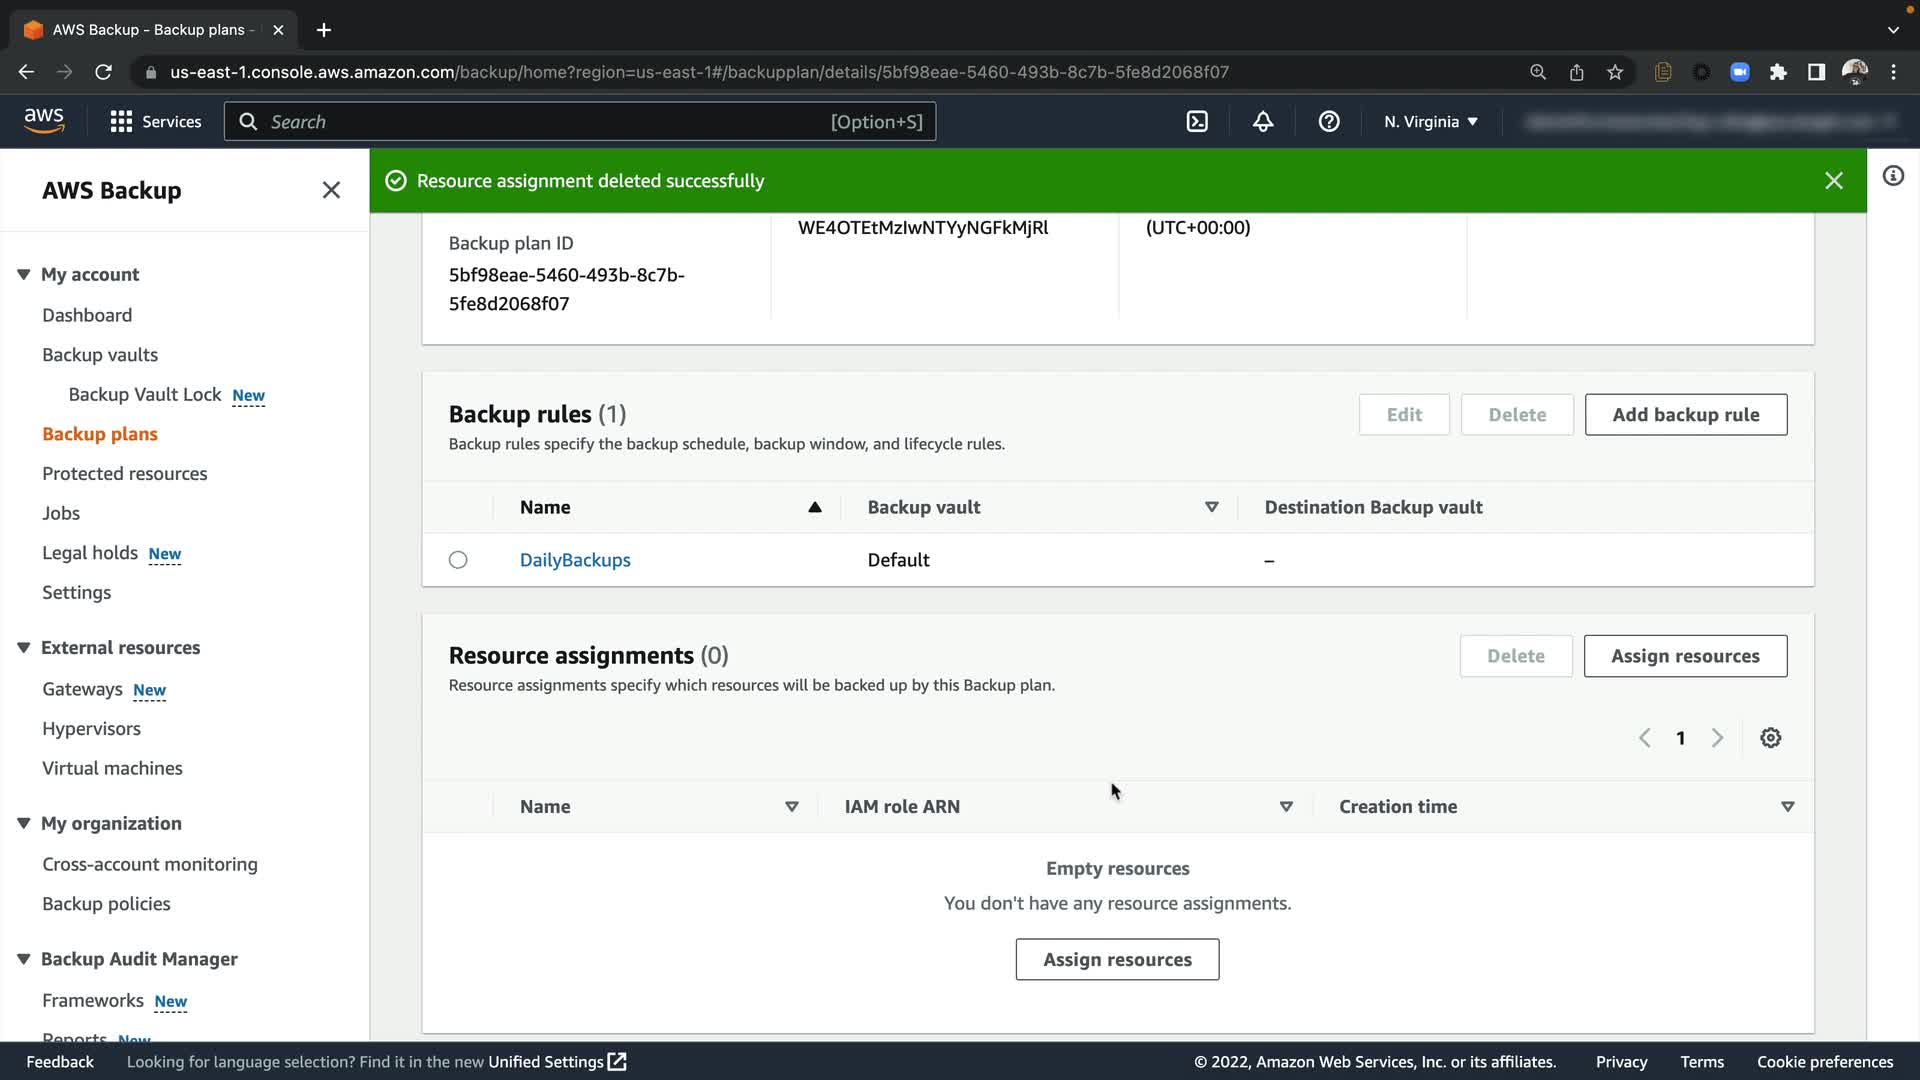 AWS Backup - Backup plans -
us-east-1.console.aws.amazon.com/backup/home?region=us-east-1#/backupplan/details/5bf98eae-5460-493b-8c7b-5fe8d2068f07
aws
Services
Search
[Option+S]
N. Virginia
AWS Backup
Resource assignment deleted successfully
My account
Dashboard
Backup vaults
Backup Vault Lock New
Backup plans
Protected resources
Jobs
Legal holds New
Settings
External resources
Gateways New
Hypervisors
Virtual machines
My organization
Cross-account monitoring
Backup policies
Backup Audit Manager
Frameworks New
Reports New
Backup plan ID
5bf98eae-5460-493b-8c7b-
5fe8d2068f07
WE4OTEtMzIwNTYyNGFkMjRl
(UTC+00:00)
Backup rules (1)
Backup rules specify the backup schedule, backup window, and lifecycle rules.
Edit
Delete
Add backup rule
Name
Backup vault
Destination Backup vault
DailyBackups
Default
–
Resource assignments (0)
Resource assignments specify which resources will be backed up by this Backup plan.
Delete
Assign resources
1
Name
IAM role ARN
Creation time
Empty resources
You don't have any resource assignments.
Assign resources
Feedback
Looking for language selection? Find it in the new Unified Settings
© 2022, Amazon Web Services, Inc. or its affiliates.
Privacy
Terms
Cookie preferences